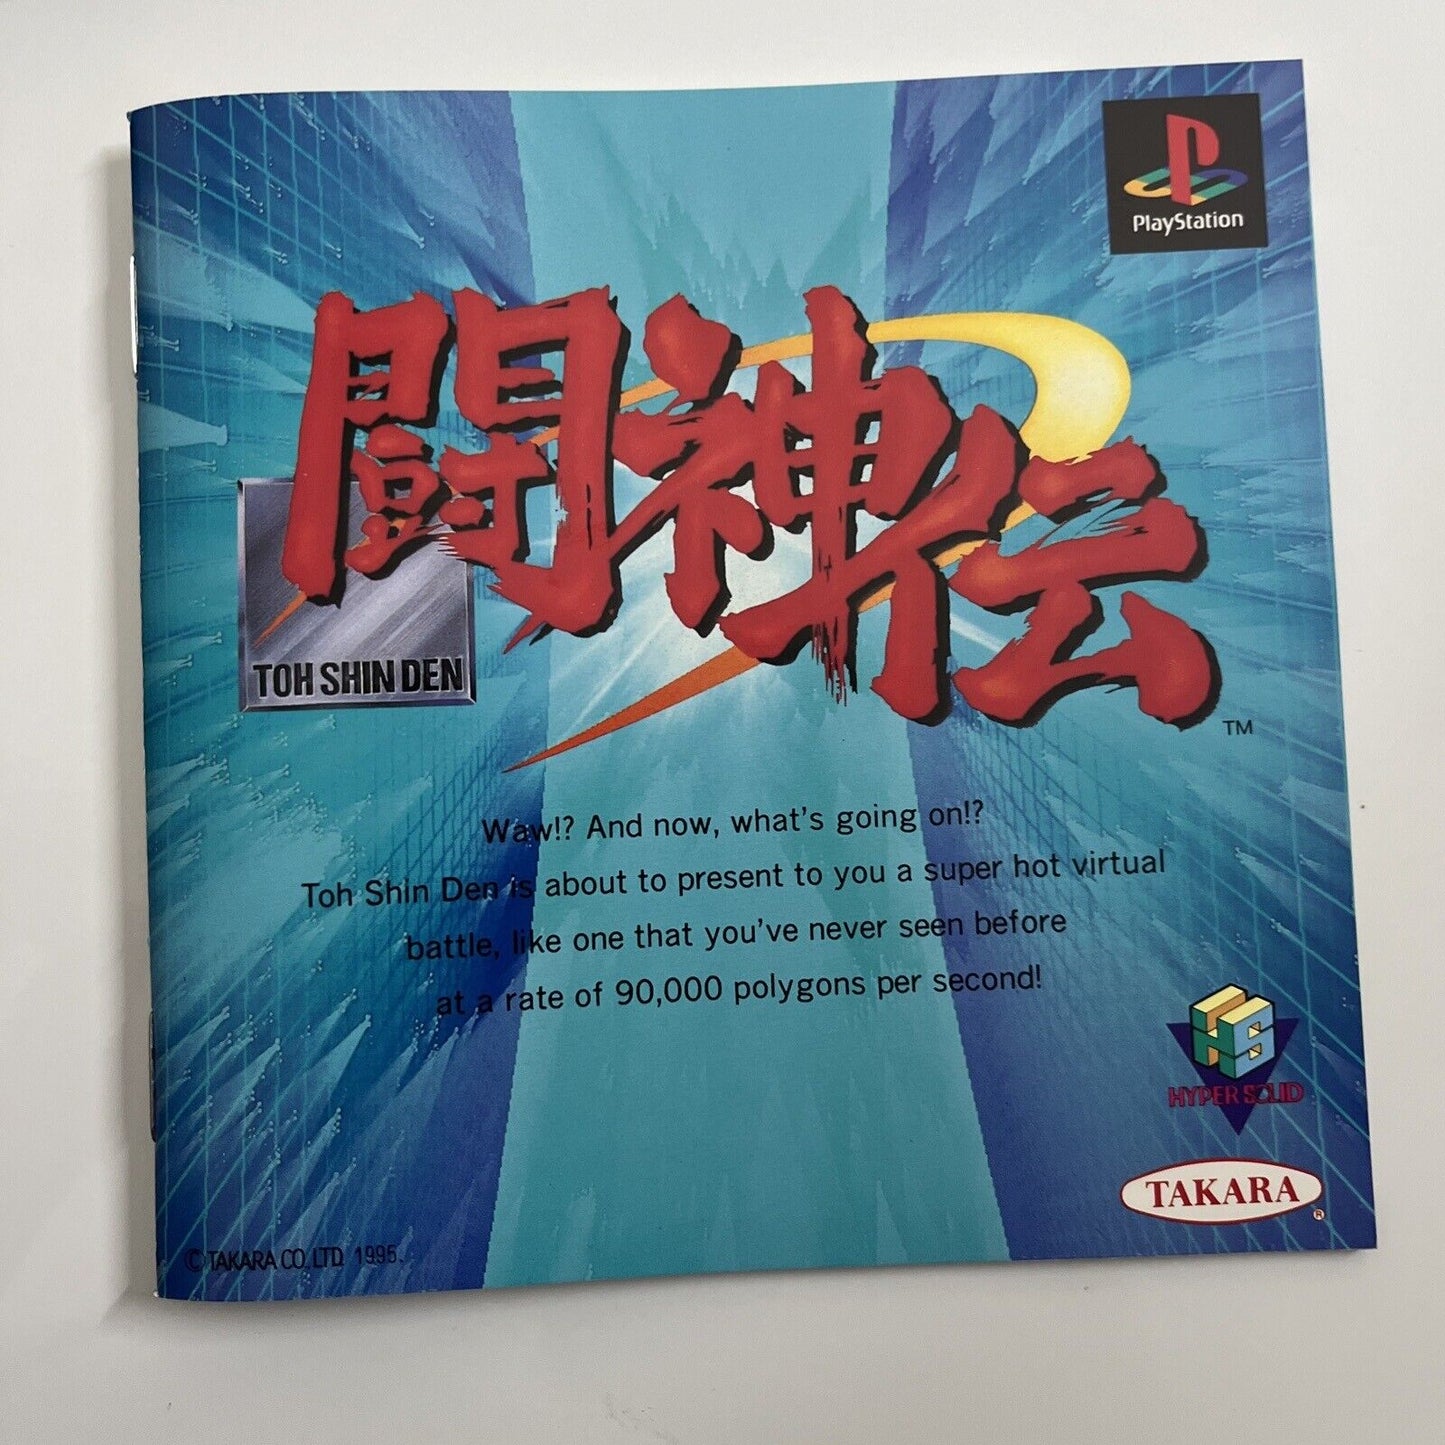 PlayStation
闘神伝
TOH SHIN DEN
TM
Waw!? And now, what's going on!?
Toh Shin Den is about to present to you a super hot virtual
battle, like one that you've never seen before
at a rate of 90,000 polygons per second!
HS
HYPER SOLID
TAKARA
®
© TAKARA CO., LTD. 1995.